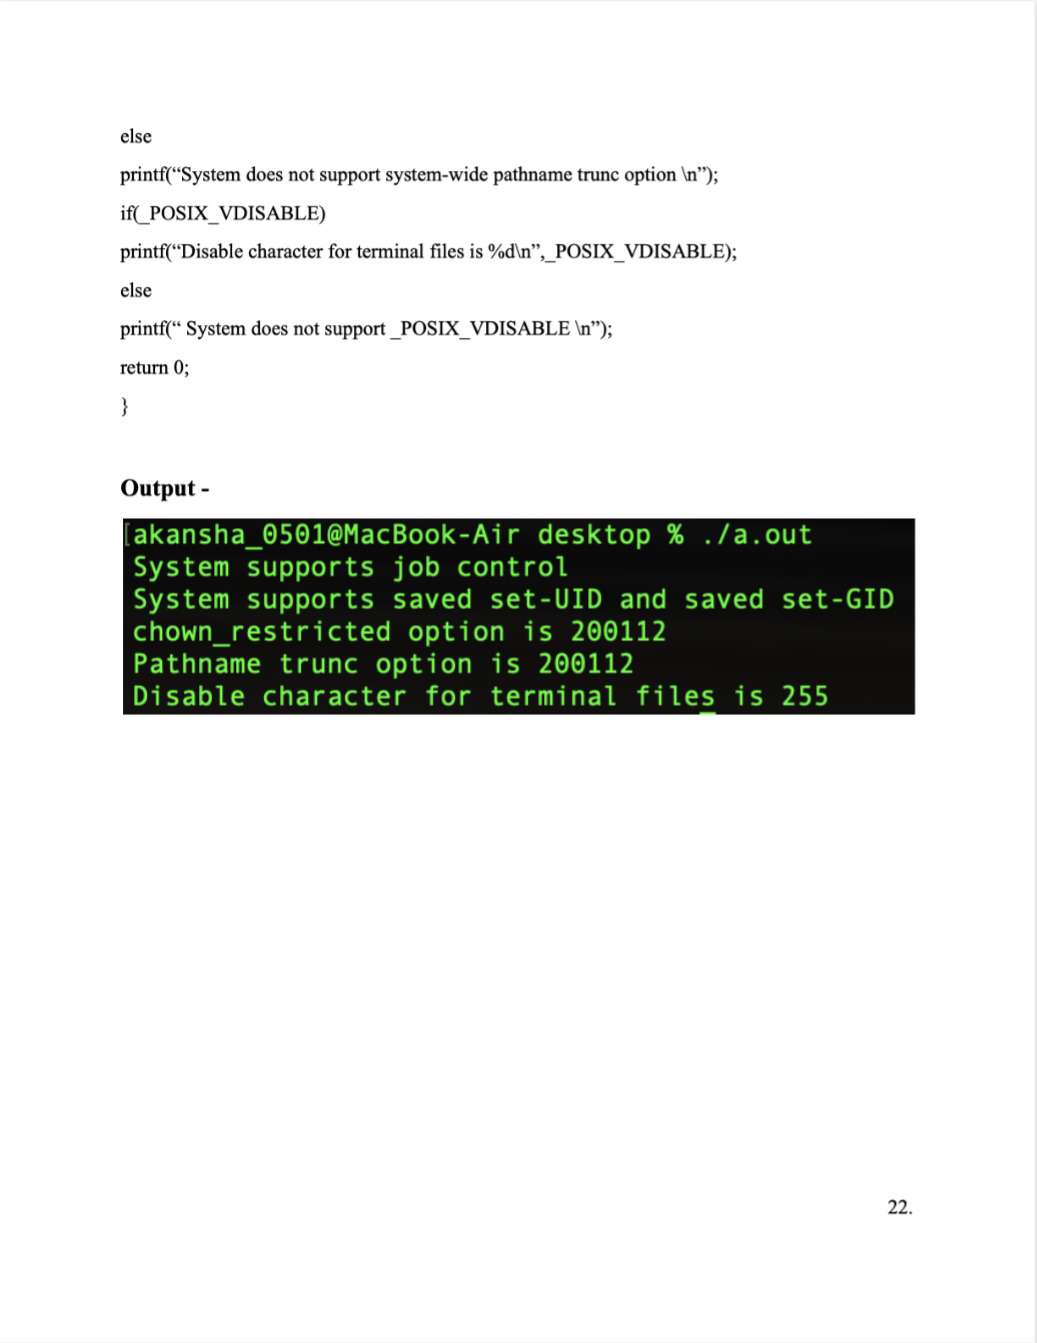 else
printf(“System does not support system-wide pathname trunc option \n”);
if(_POSIX_VDISABLE)
printf(“Disable character for terminal files is %d\n”,_POSIX_VDISABLE);
else
printf(“ System does not support _POSIX_VDISABLE \n”);
return 0;
}
Output -
[akansha_0501@MacBook-Air desktop % ./a.out
System supports job control
System supports saved set-UID and saved set-GID
chown_restricted option is 200112
Pathname trunc option is 200112
Disable character for terminal files is 255
22.